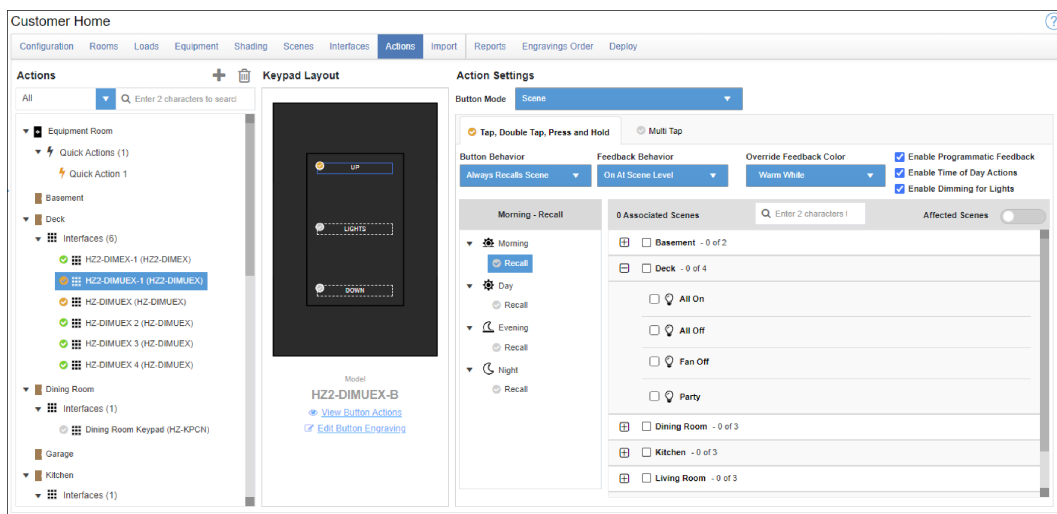 Customer Home
?
Configuration Rooms Loads Equipment Shading Scenes Interfaces Actions Import Reports Engravings Order Deploy
Actions
All
Enter 2 characters to searcl
Equipment Room
Quick Actions (1)
Quick Action 1
Basement
Deck
Interfaces (6)
HZ2-DIMEX-1 (HZ2-DIMEX)
HZ2-DIMUEX-1 (HZ2-DIMUEX)
HZ-DIMUEX (HZ-DIMUEX)
HZ-DIMUEX 2 (HZ-DIMUEX)
HZ-DIMUEX 3 (HZ-DIMUEX)
HZ-DIMUEX 4 (HZ-DIMUEX)
Dining Room
Interfaces (1)
Dining Room Keypad (HZ-KPCN)
Garage
Kitchen
Interfaces (1)
Keypad Layout
UP
LIGHTS
DOWN
Model
HZ2-DIMUEX-B
View Button Actions
Edit Button Engraving
Action Settings
Button Mode Scene
Tap, Double Tap, Press and Hold Multi Tap
Button Behavior Feedback Behavior Override Feedback Color
Always Recalls Scene On At Scene Level Warm White
Enable Programmatic Feedback
Enable Time of Day Actions
Enable Dimming for Lights
Morning - Recall
Morning
Recall
Day
Recall
Evening
Recall
Night
Recall
0 Associated Scenes Enter 2 characters t Affected Scenes
Basement - 0 of 2
Deck - 0 of 4
All On
All Off
Fan Off
Party
Dining Room - 0 of 3
Kitchen - 0 of 3
Living Room - 0 of 3